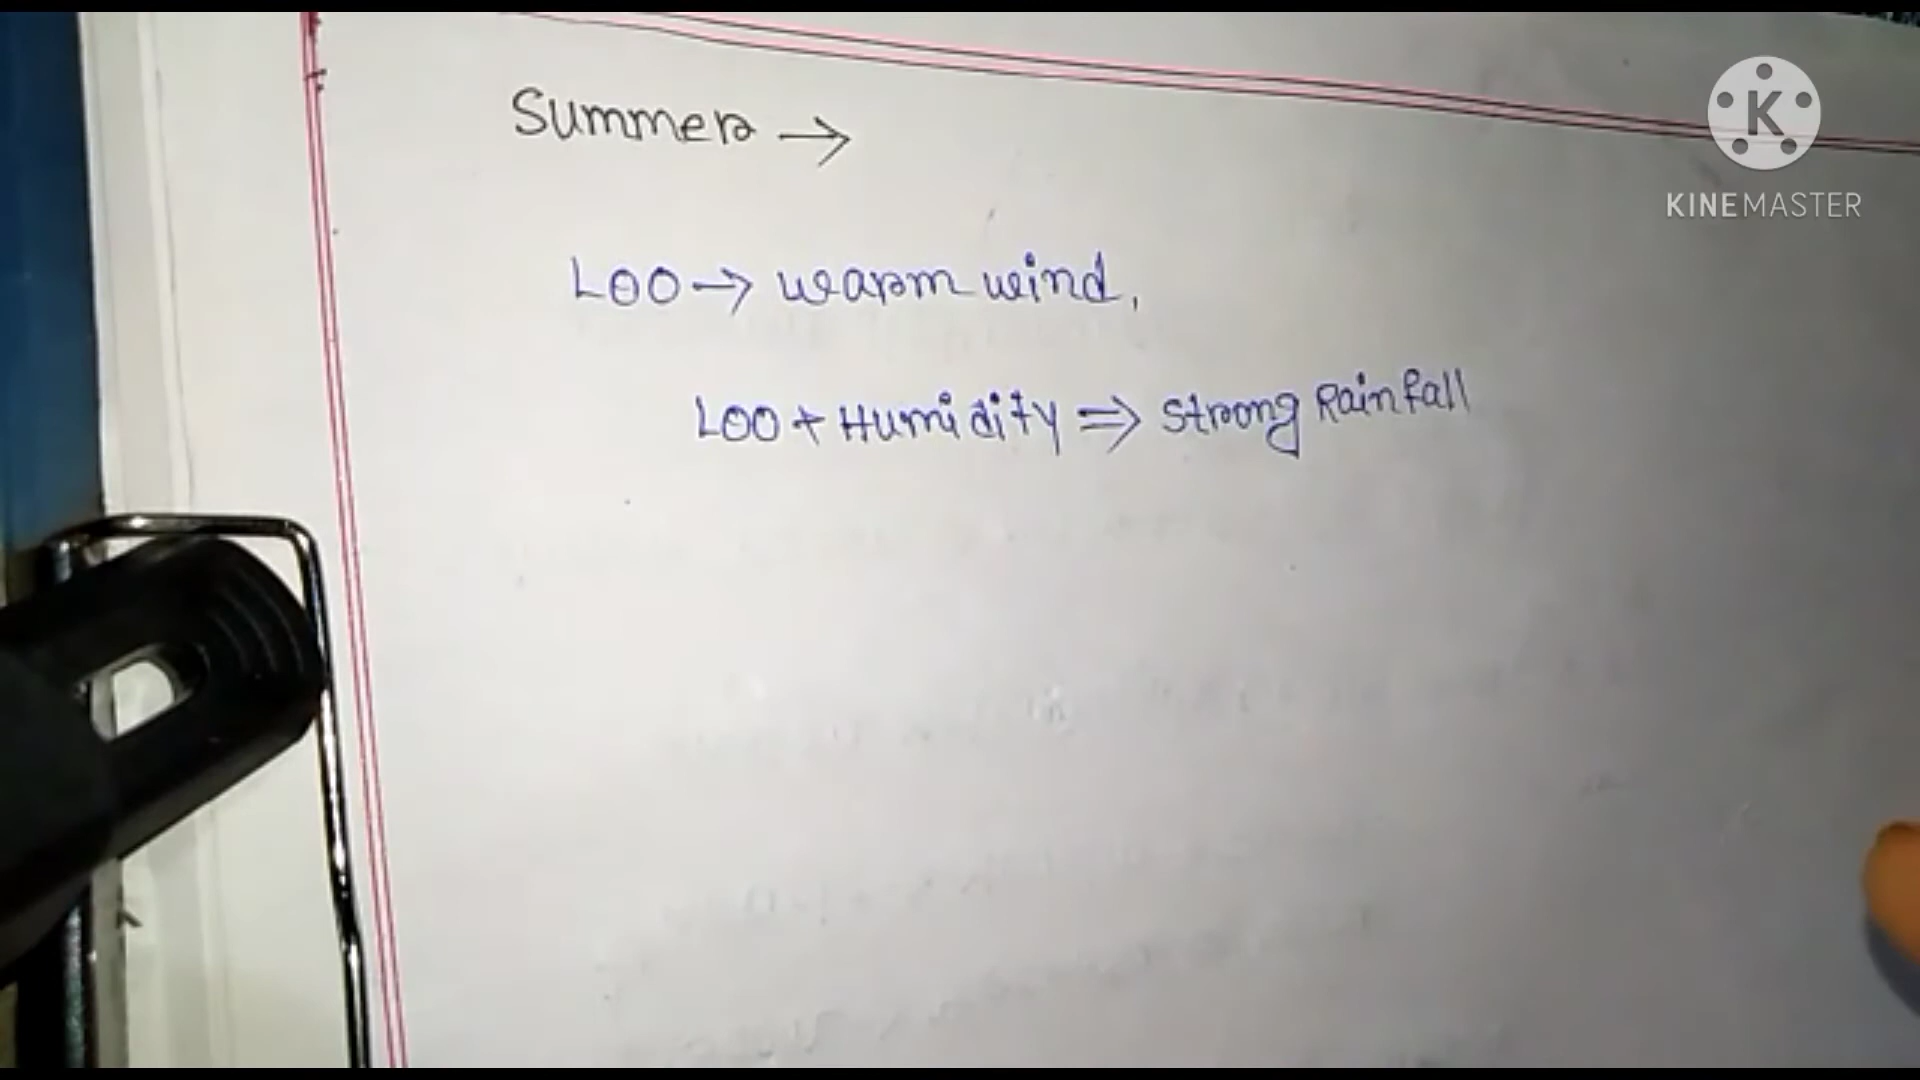 Summer →
K
KINEMASTER
LOO → warm wind,
LOO + Humidity ⇒ Strong Rainfall